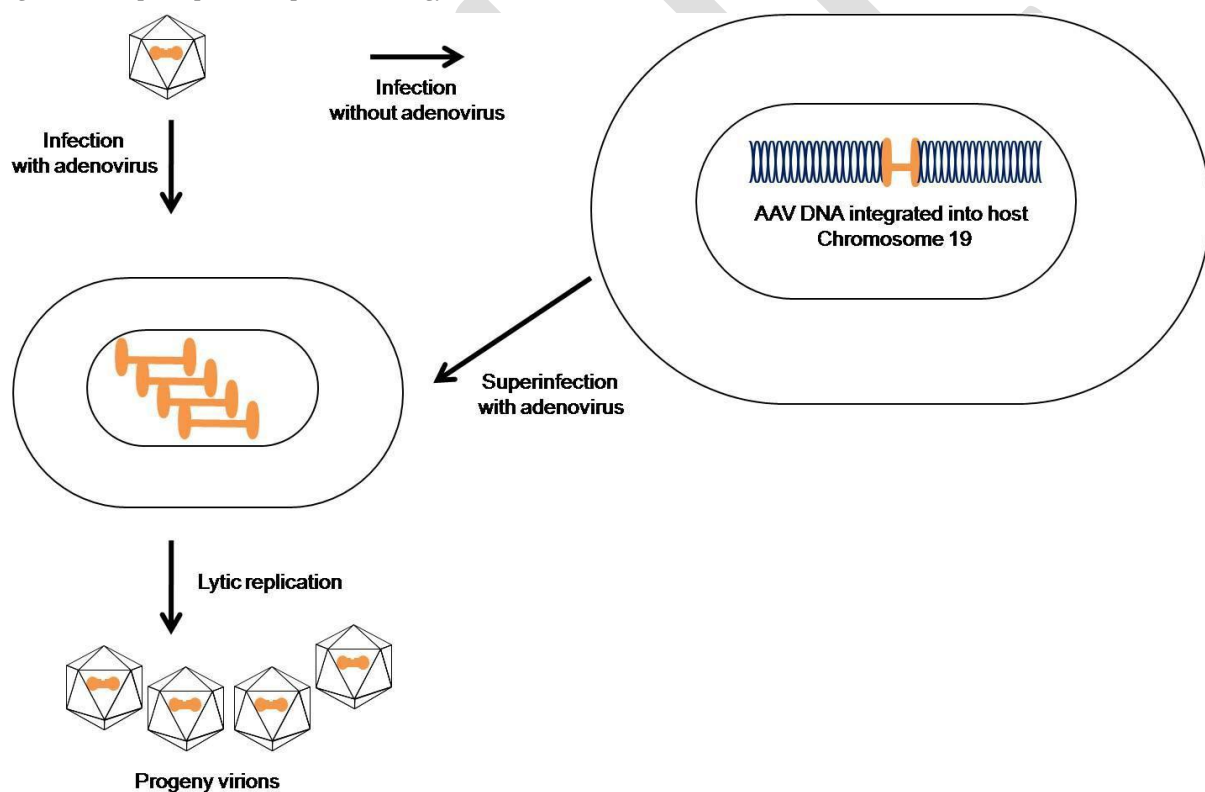 Infection
without adenovirus
Infection
with adenovirus
AAV DNA integrated into host
Chromosome 19
Superinfection
with adenovirus
Lytic replication
Progeny virions